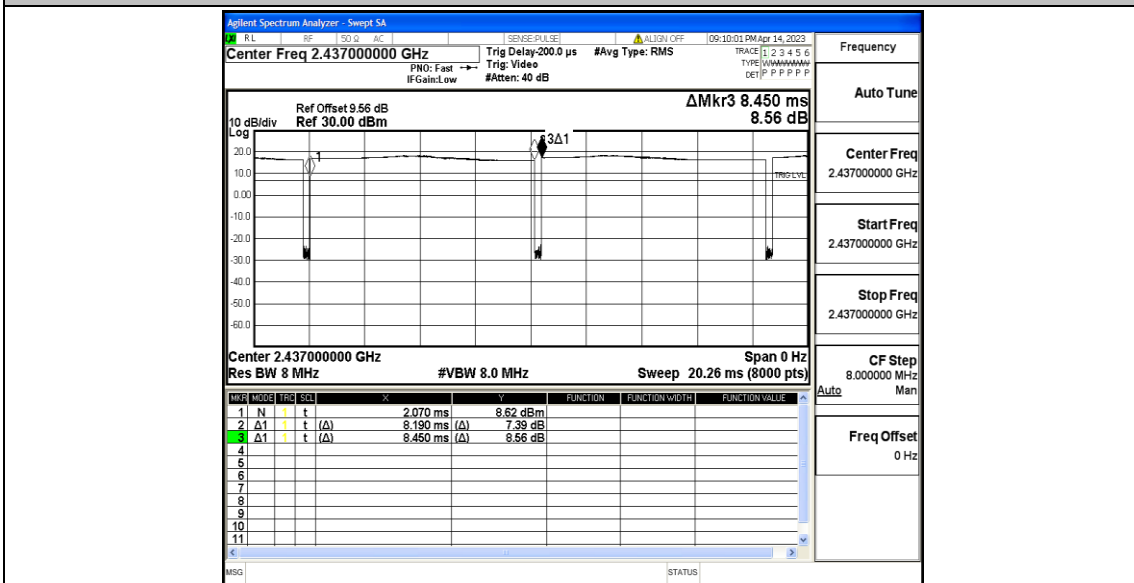 Agilent Spectrum Analyzer - Swept SA
RL RF 50 Ω AC SENSE:PULSE ALIGN OFF 09:10:01 PM Apr 14, 2023
Center Freq 2.437000000 GHz
PNO: Fast
IFGain:Low
Trig Delay-200.0 µs
Trig: Video
#Atten: 40 dB
#Avg Type: RMS
TRACE 1 2 3 4 5 6
TYPE
DET P P P P P P
ΔMkr3 8.450 ms
8.56 dB
Ref Offset 9.56 dB
10 dB/div Ref 30.00 dBm
Log
20.0
10.0
0.00
-10.0
-20.0
-30.0
-40.0
-50.0
-60.0
1
3Δ1
TRIG LVL
Center 2.437000000 GHz Span 0 Hz
Res BW 8 MHz #VBW 8.0 MHz Sweep 20.26 ms (8000 pts)
MKR MODE TRC SCL X Y FUNCTION FUNCTION WIDTH FUNCTION VALUE
1 N 1 t 2.070 ms 8.62 dBm
2 Δ1 1 t (Δ) 8.190 ms (Δ) 7.39 dB
3 Δ1 1 t (Δ) 8.450 ms (Δ) 8.56 dB
4
5
6
7
8
9
10
11
MSG STATUS
Frequency
Auto Tune
Center Freq
2.437000000 GHz
Start Freq
2.437000000 GHz
Stop Freq
2.437000000 GHz
CF Step
8.000000 MHz
Auto Man
Freq Offset
0 Hz